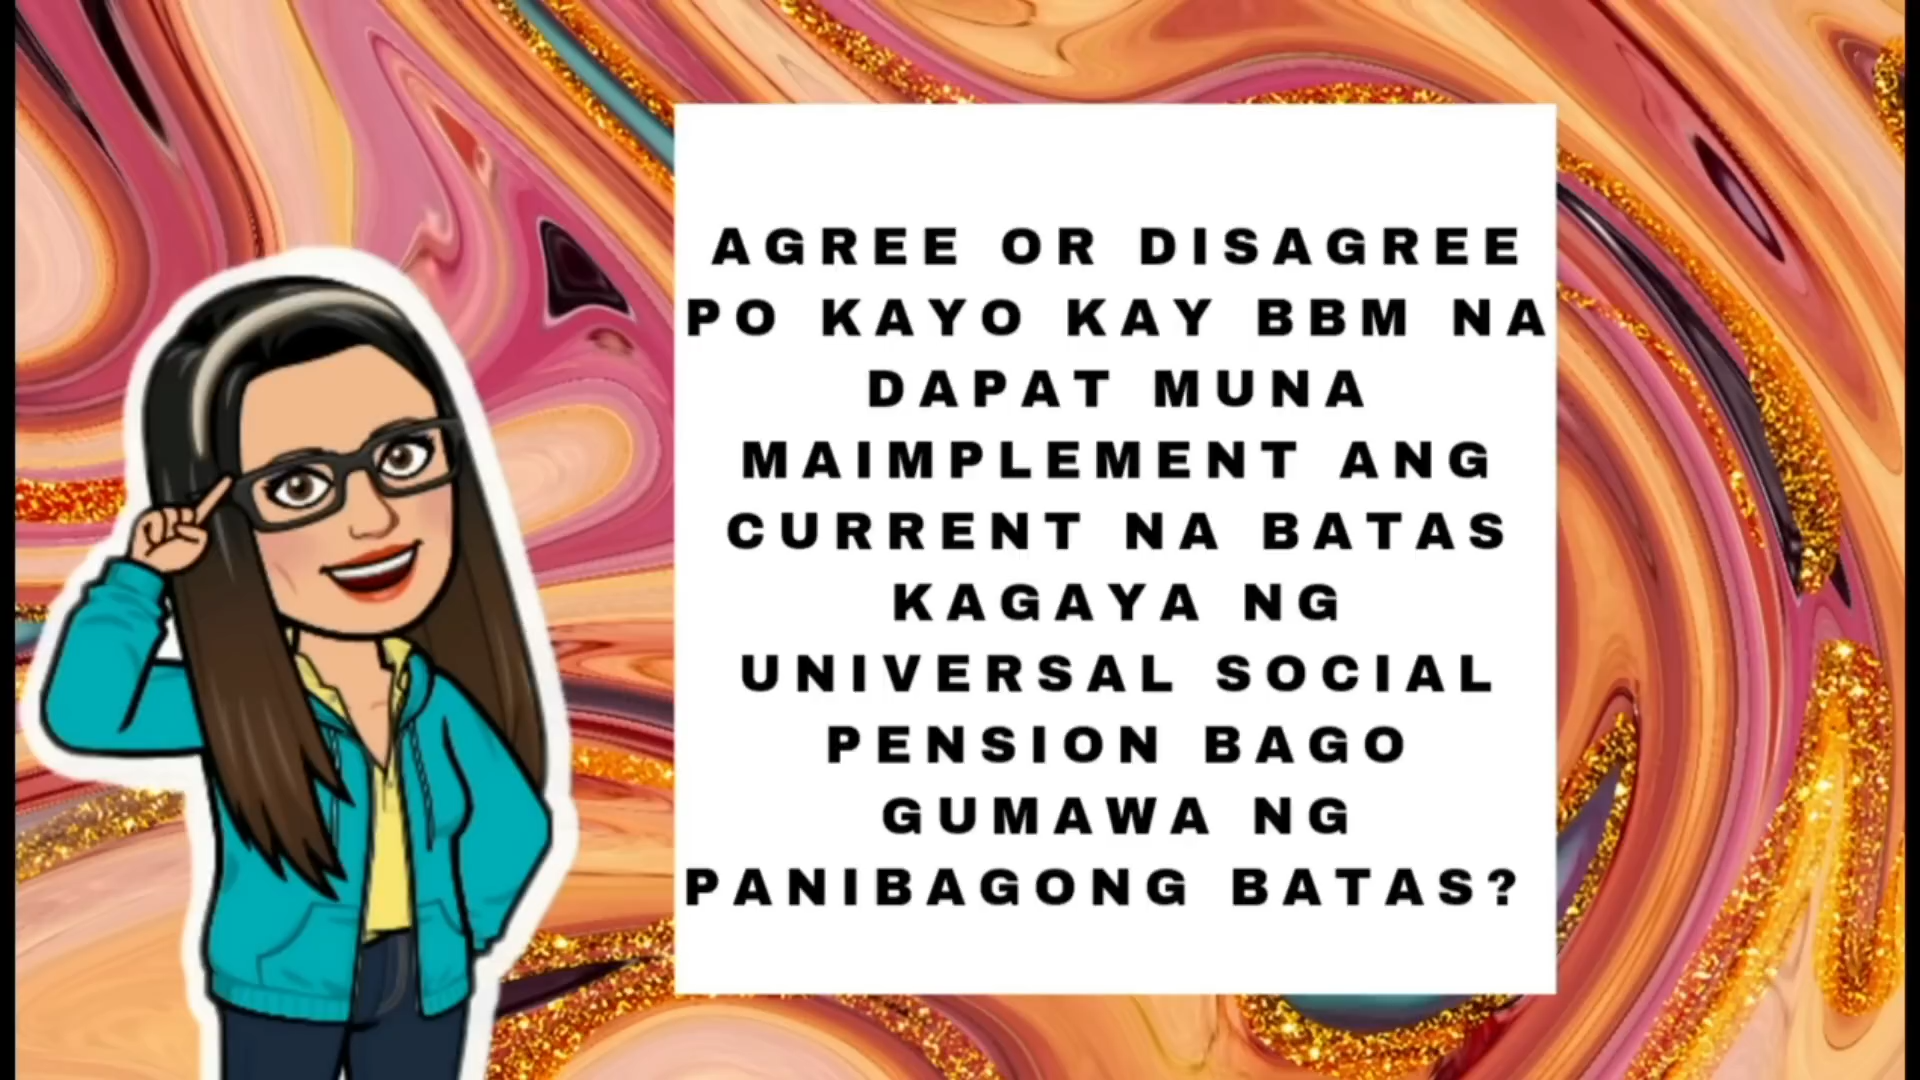 AGREE OR DISAGREE
PO KAYO KAY BBM NA
DAPAT MUNA
MAIMPLEMENT ANG
CURRENT NA BATAS
KAGAYA NG
UNIVERSAL SOCIAL
PENSION BAGO
GUMAWA NG
PANIBAGONG BATAS?